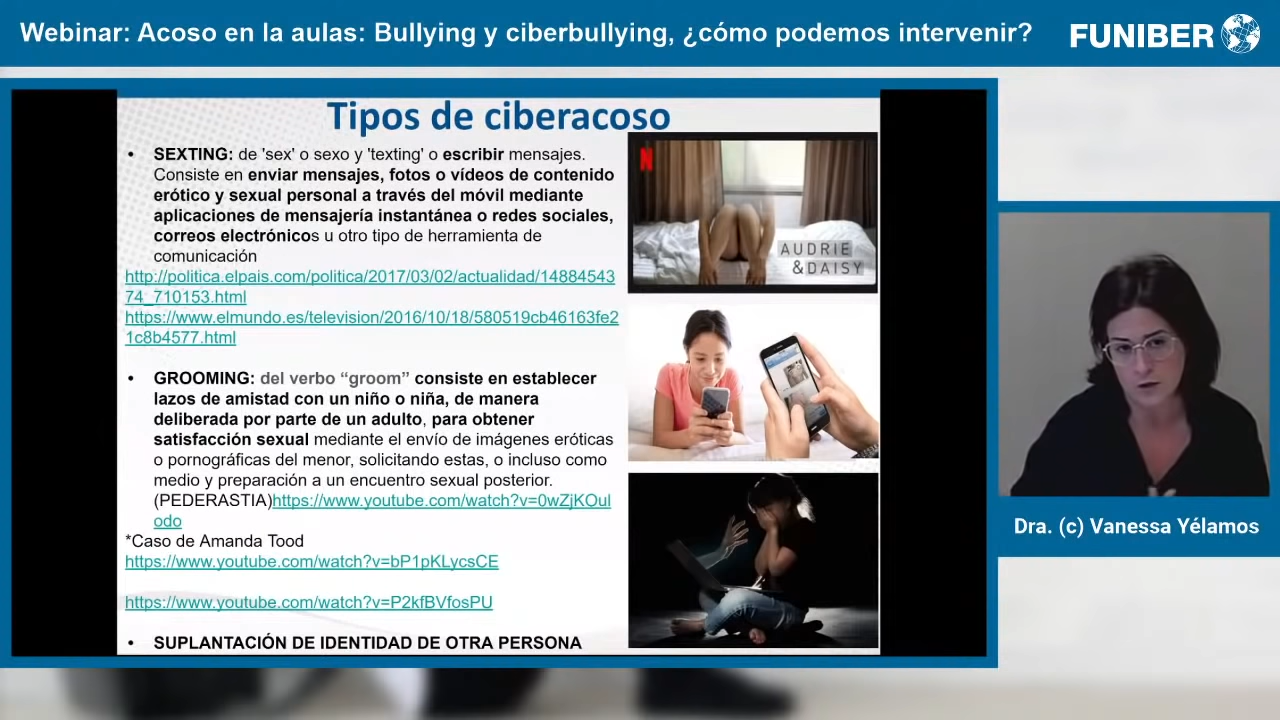 Webinar: Acoso en la aulas: Bullying y ciberbullying, ¿cómo podemos intervenir?
FUNIBER
Tipos de ciberacoso
• SEXTING: de 'sex' o sexo y 'texting' o escribir mensajes.
Consiste en enviar mensajes, fotos o vídeos de contenido
erótico y sexual personal a través del móvil mediante
aplicaciones de mensajería instantánea o redes sociales,
correos electrónicos u otro tipo de herramienta de
comunicación
http://politica.elpais.com/politica/2017/03/02/actualidad/14884543
74_710153.html
https://www.elmundo.es/television/2016/10/18/580519cb46163fe2
1c8b4577.html
• GROOMING: del verbo “groom” consiste en establecer
lazos de amistad con un niño o niña, de manera
deliberada por parte de un adulto, para obtener
satisfacción sexual mediante el envío de imágenes eróticas
o pornográficas del menor, solicitando estas, o incluso como
medio y preparación a un encuentro sexual posterior.
(PEDERASTIA)https://www.youtube.com/watch?v=0wZjKOul
odo
*Caso de Amanda Tood
https://www.youtube.com/watch?v=bP1pKLycsCE
https://www.youtube.com/watch?v=P2kfBVfosPU
• SUPLANTACIÓN DE IDENTIDAD DE OTRA PERSONA
N
AUDRIE
&DAISY
Dra. (c) Vanessa Yélamos